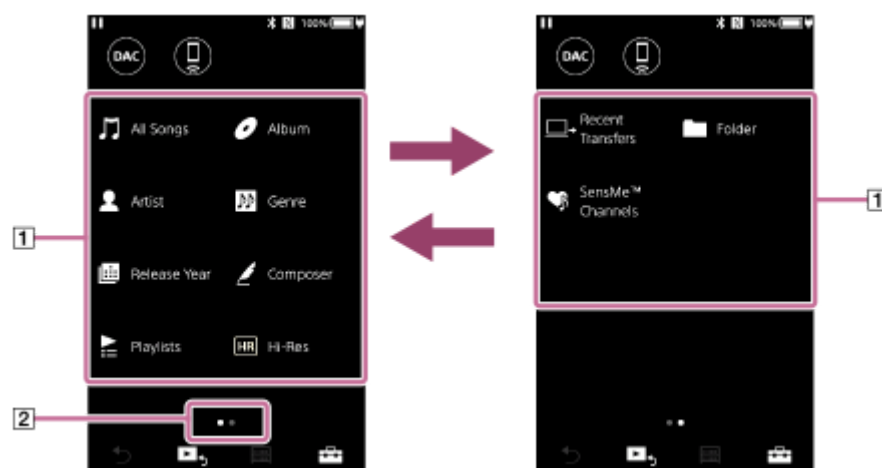 100%
DAC
All Songs
Album
Artist
Genre
Release Year
Composer
Playlists
HR Hi-Res
1
2
100%
DAC
Recent
Transfers
Folder
SensMe™
Channels
1